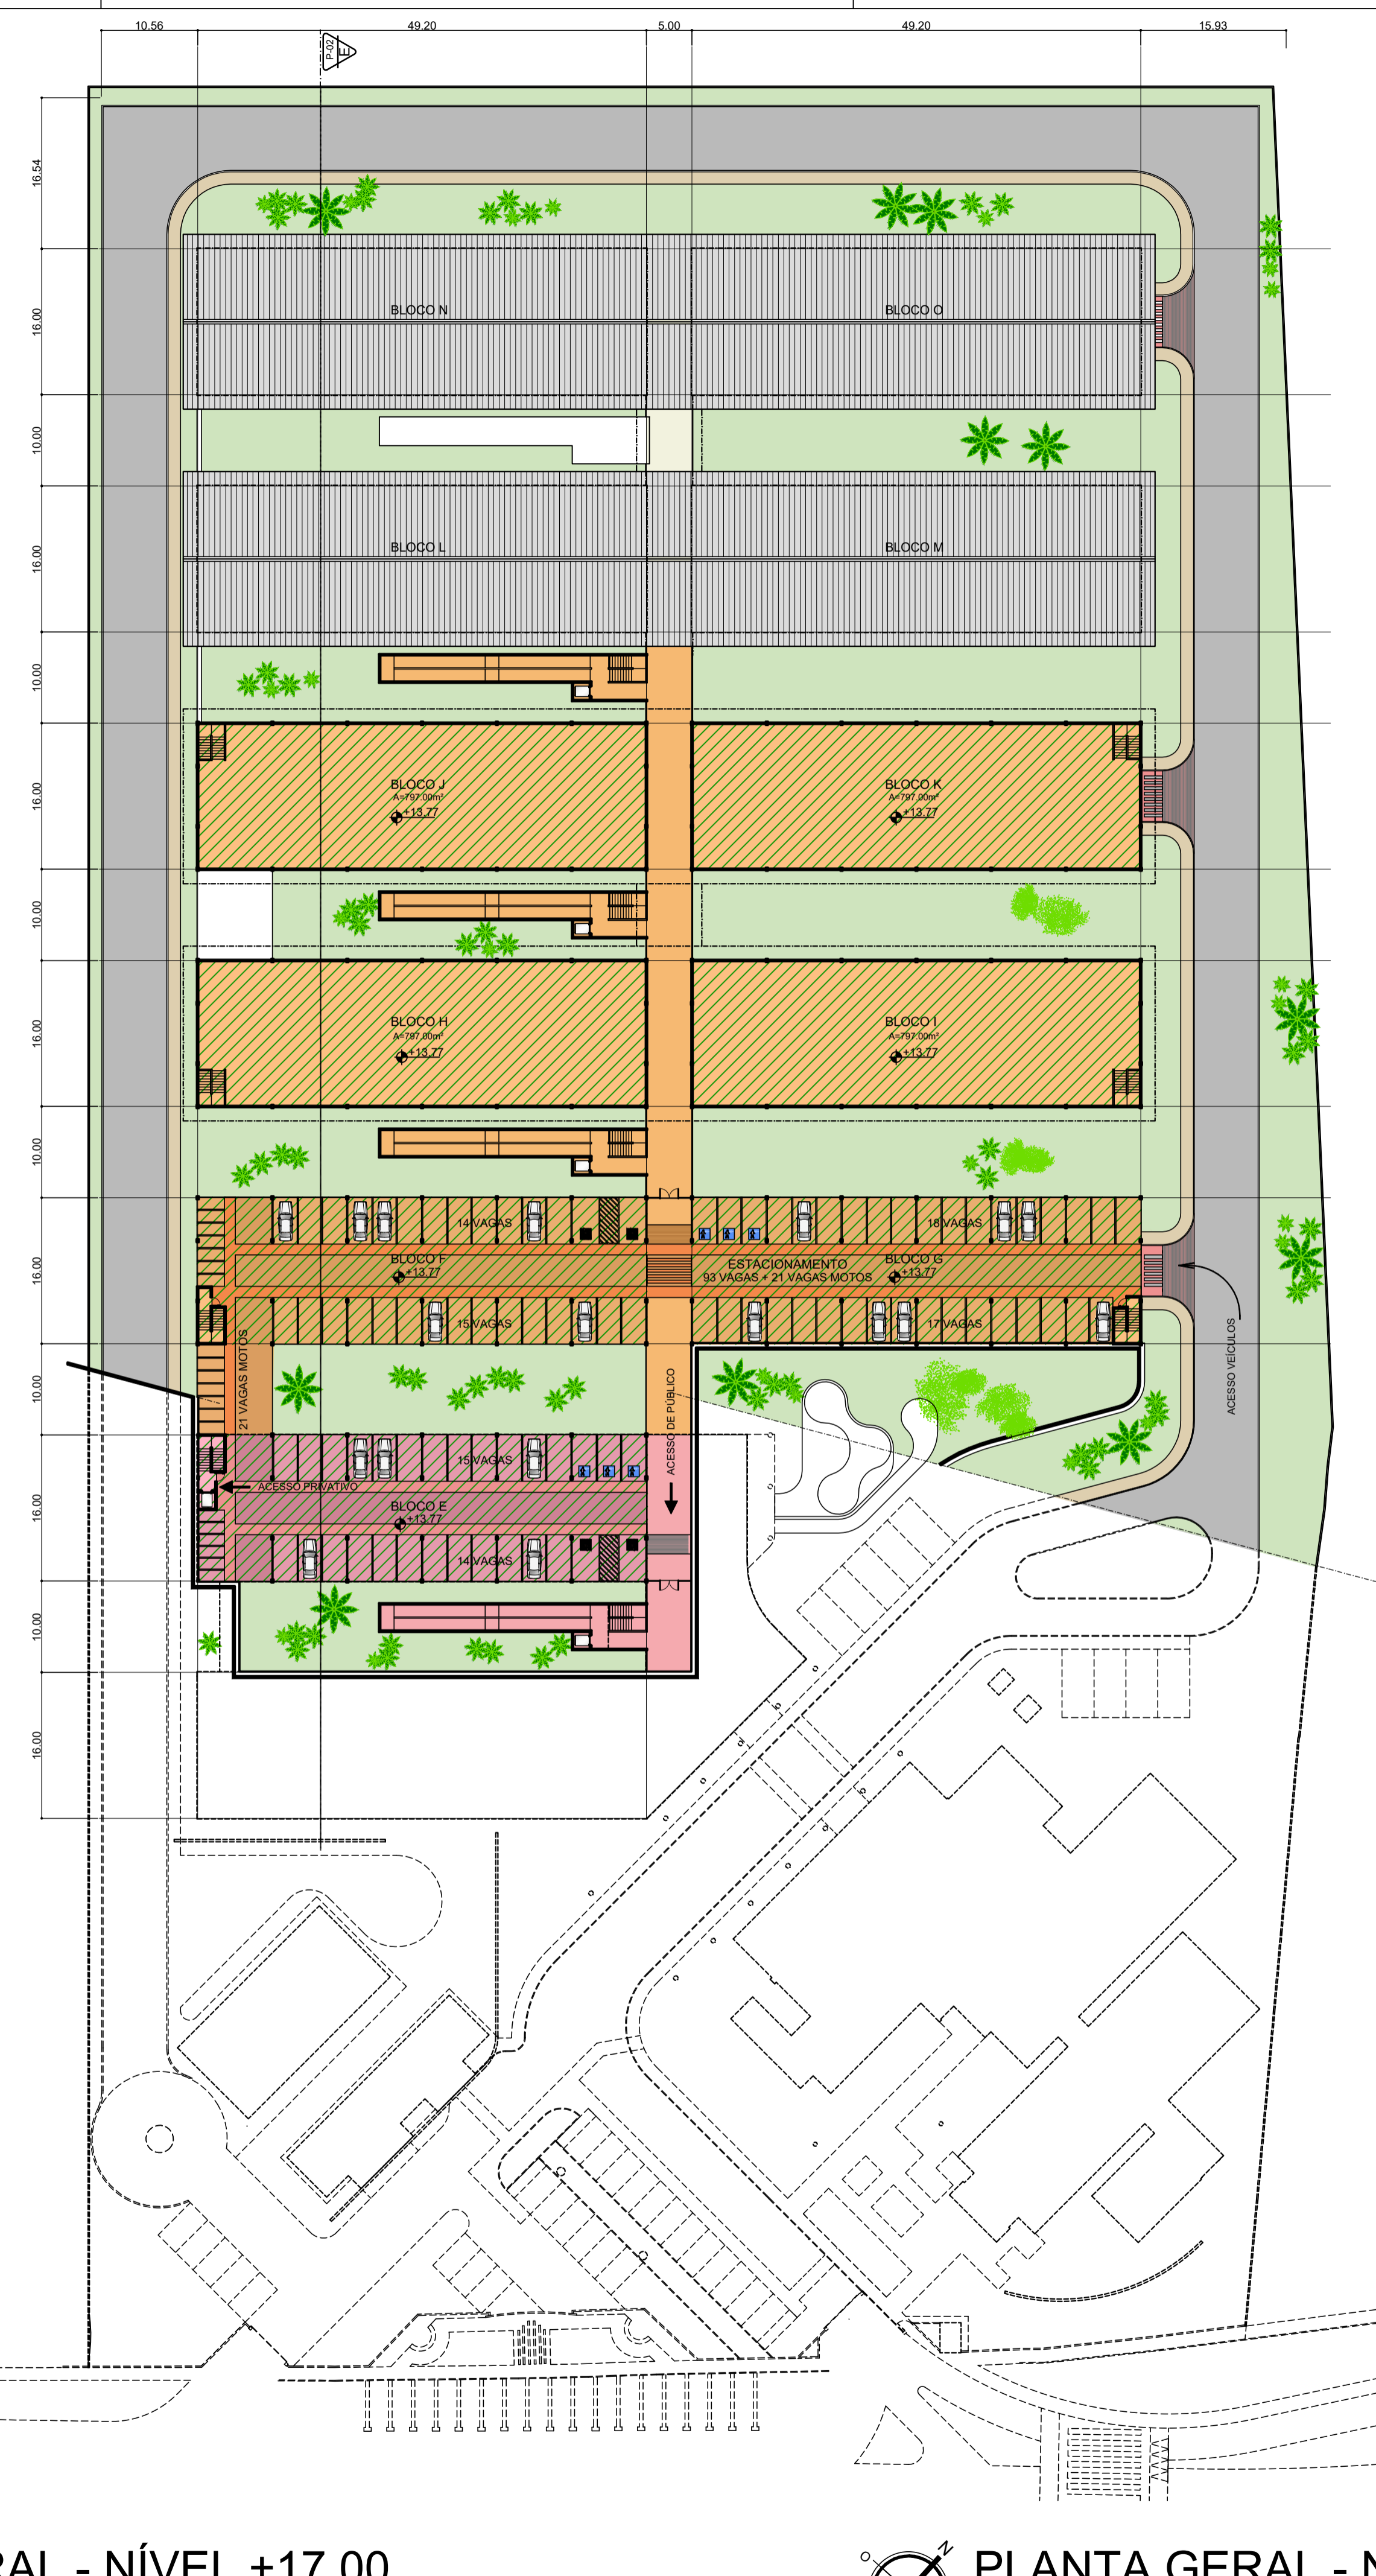 10.56
49.20
5.00
49.20
15.93
P-02
E
16.54
16.00
BLOCO N
BLOCO O
10.00
16.00
BLOCO L
BLOCO M
10.00
16.00
BLOCO J
A=797.00m²
+13.77
BLOCO K
A=797.00m²
+13.77
10.00
16.00
BLOCO H
A=797.00m²
+13.77
BLOCO I
A=797.00m²
+13.77
10.00
14 VAGAS
18 VAGAS
16.00
BLOCO F
+13.77
ESTACIONAMENTO
93 VAGAS + 21 VAGAS MOTOS
BLOCO G
+13.77
15 VAGAS
17 VAGAS
21 VAGAS MOTOS
ACESSO VEÍCULOS
10.00
ACESSO DE PÚBLICO
15 VAGAS
ACESSO PRIVATIVO
16.00
BLOCO E
+13.77
14 VAGAS
10.00
16.00
RAL - NÍVEL +17.00
N
O
PLANTA GERAL - N